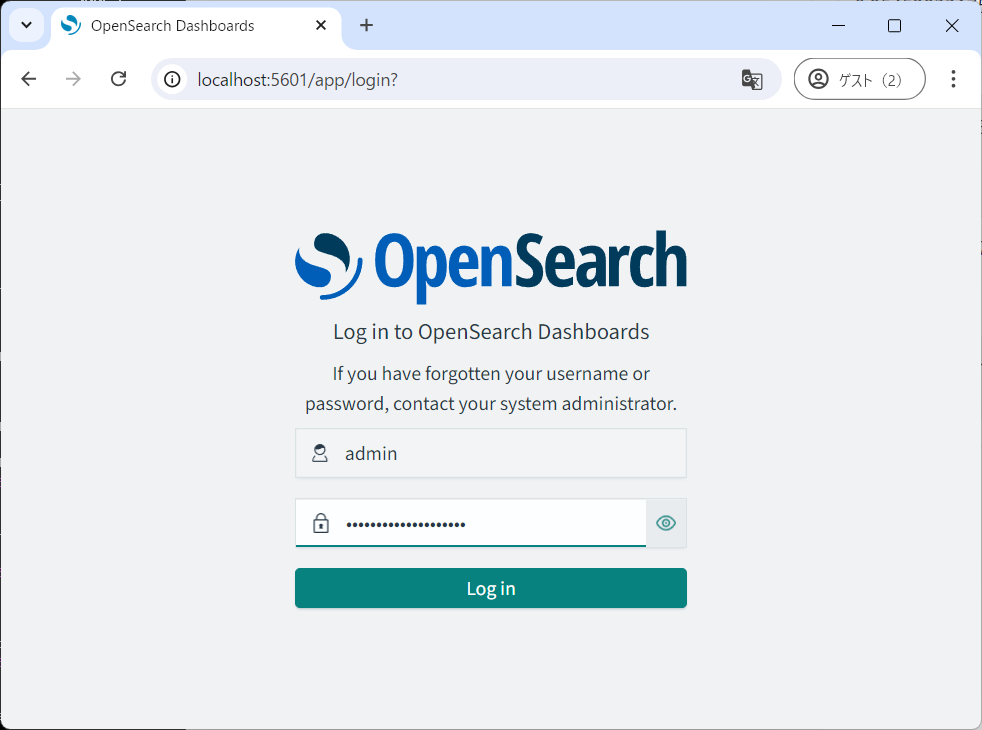 OpenSearch Dashboards
localhost:5601/app/login?
ゲスト（2）
OpenSearch
Log in to OpenSearch Dashboards
If you have forgotten your username or
password, contact your system administrator.
admin
••••••••••••••••••••
Log in